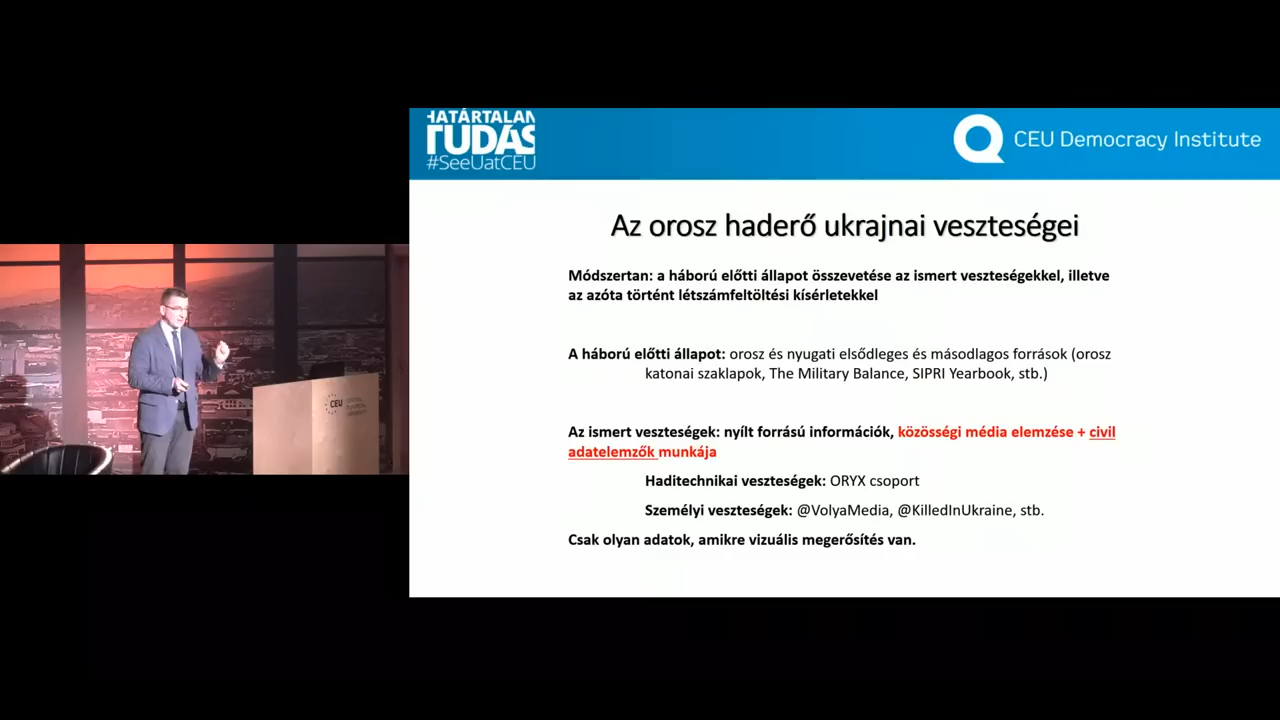 HATÁRTALAN
TUDÁS
#SeeUatCEU
CEU Democracy Institute
Az orosz haderő ukrajnai veszteségei
Módszertan: a háború előtti állapot összevetése az ismert veszteségekkel, illetve
az azóta történt létszámfeltöltési kísérletekkel
A háború előtti állapot: orosz és nyugati elsődleges és másodlagos források (orosz
katonai szaklapok, The Military Balance, SIPRI Yearbook, stb.)
Az ismert veszteségek: nyílt forrású információk, közösségi média elemzése + civil
adatelemzők munkája
Haditechnikai veszteségek: ORYX csoport
Személyi veszteségek: @VolyaMedia, @KilledInUkraine, stb.
Csak olyan adatok, amikre vizuális megerősítés van.
CEU